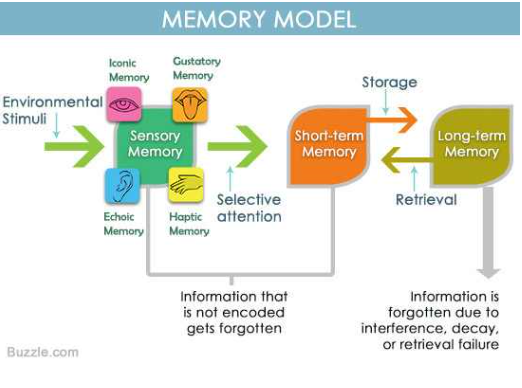 MEMORY MODEL
Iconic
Memory
Gustatory
Memory
Storage
Environmental
Stimuli
Sensory
Memory
Short-term
Memory
Long-term
Memory
Echoic
Memory
Haptic
Memory
Selective
attention
Retrieval
Information that
is not encoded
gets forgotten
Information is
forgotten due to
interference, decay,
or retrieval failure
Buzzle.com